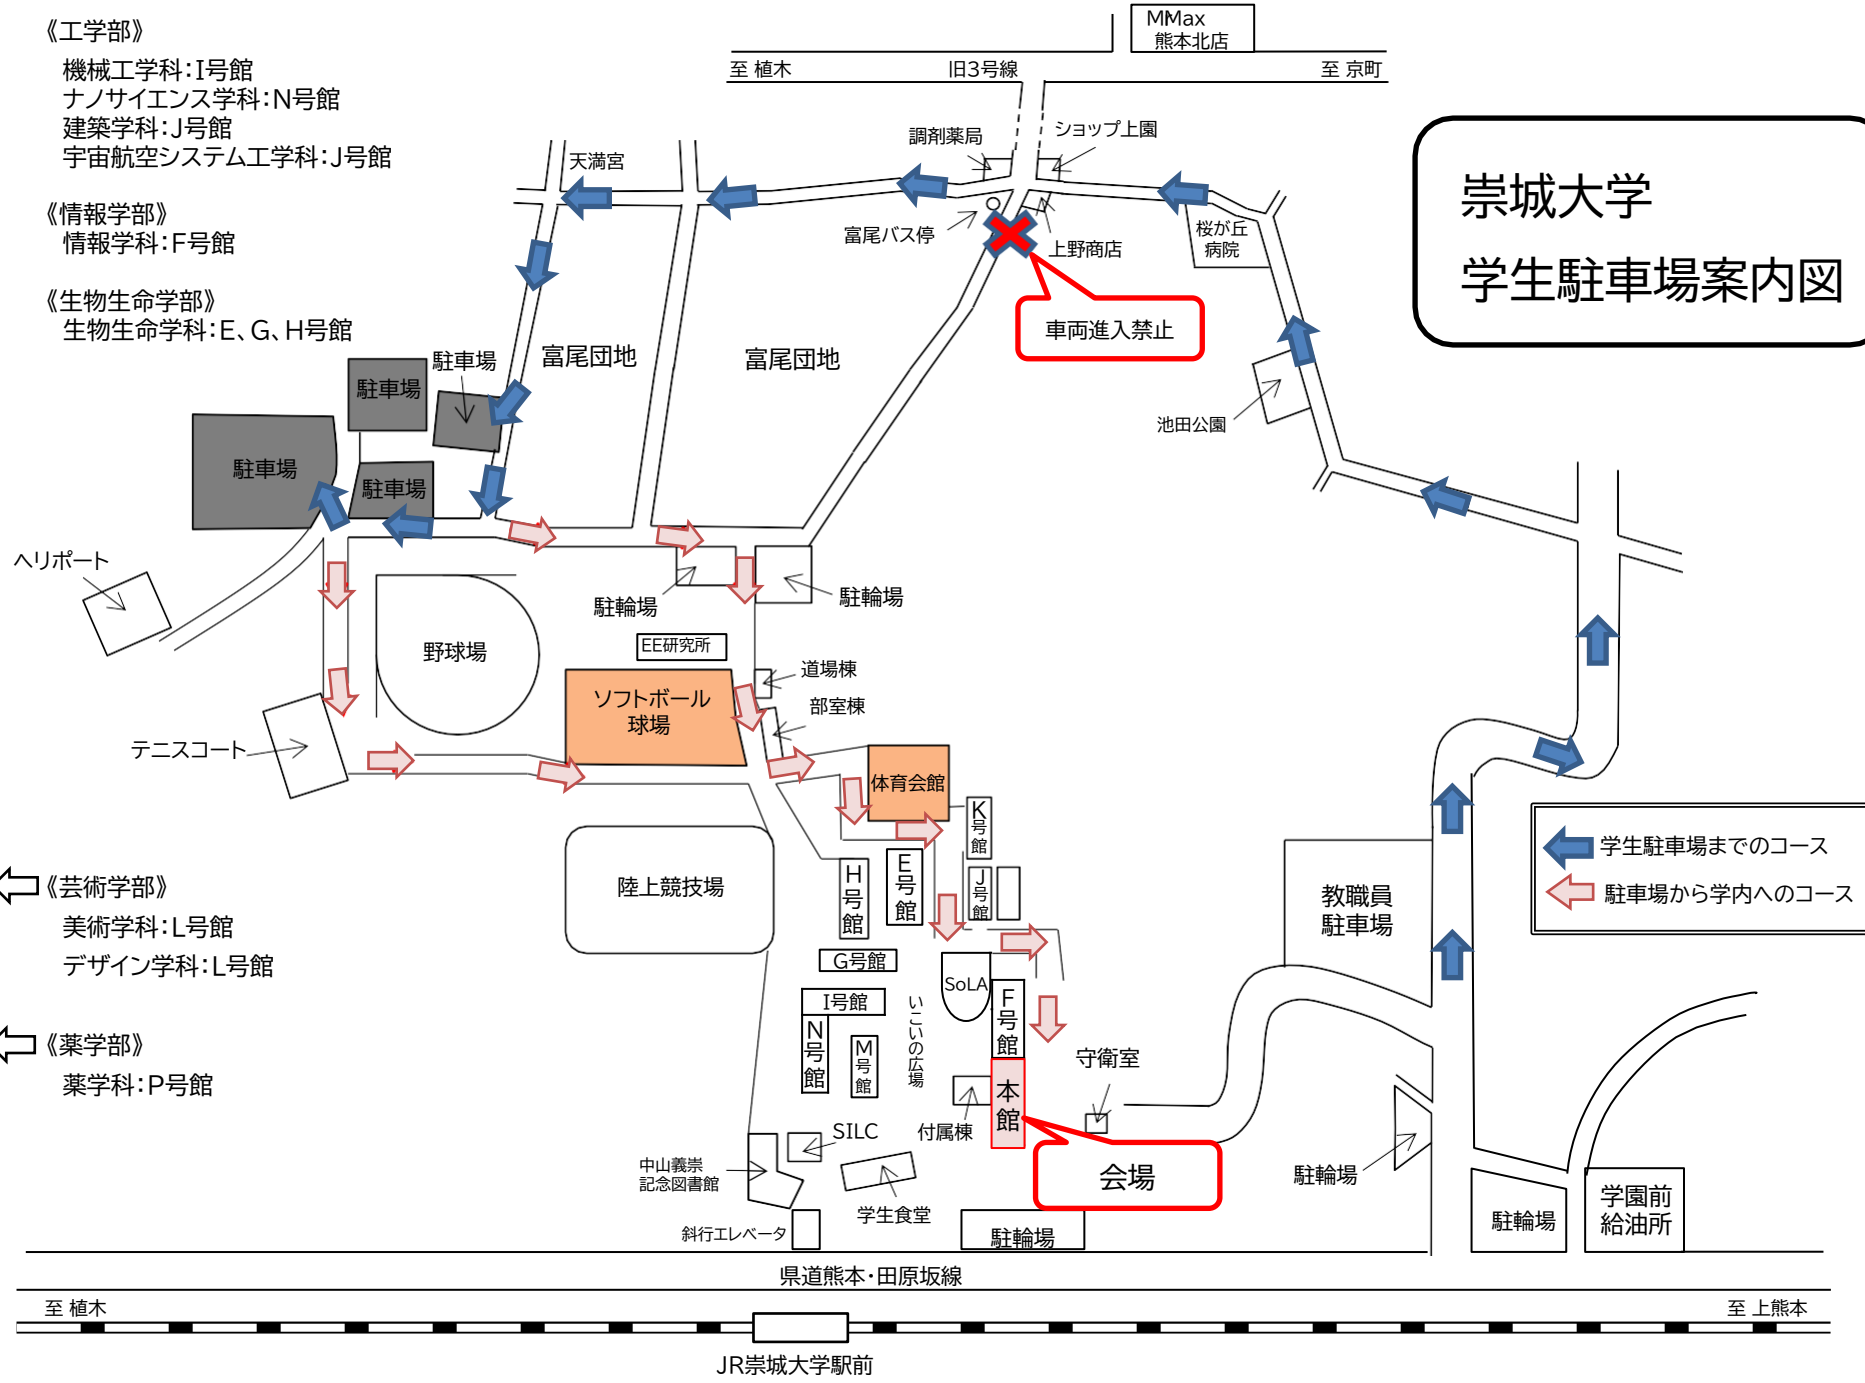 《工学部》
機械工学科：I号館
ナノサイエンス学科：N号館
建築学科：J号館
宇宙航空システム工学科：J号館
《情報学部》
情報学科：F号館
《生物生命学部》
生物生命学科：E、G、H号館
MMax
熊本北店
至 植木
旧3号線
至 京町
崇城大学
学生駐車場案内図
調剤薬局
ショップ上園
天満宮
富尾バス停
上野商店
桜が丘
病院
車両進入禁止
富尾団地
富尾団地
池田公園
駐車場
駐車場
駐車場
駐車場
ヘリポート
駐輪場
駐輪場
野球場
EE研究所
道場棟
部室棟
ソフトボール
球場
テニスコート
体育会館
K号館
J号館
E号館
H号館
陸上競技場
教職員
駐車場
学生駐車場までのコース
駐車場から学内へのコース
《芸術学部》
美術学科：L号館
デザイン学科：L号館
G号館
SoLA
I号館
F号館
N号館
M号館
いこいの広場
《薬学部》
薬学科：P号館
守衛室
本館
付属棟
SILC
中山義崇
記念図書館
会場
学生食堂
斜行エレベータ
駐輪場
駐輪場
駐輪場
学園前
給油所
県道熊本・田原坂線
至 植木
至 上熊本
JR崇城大学駅前